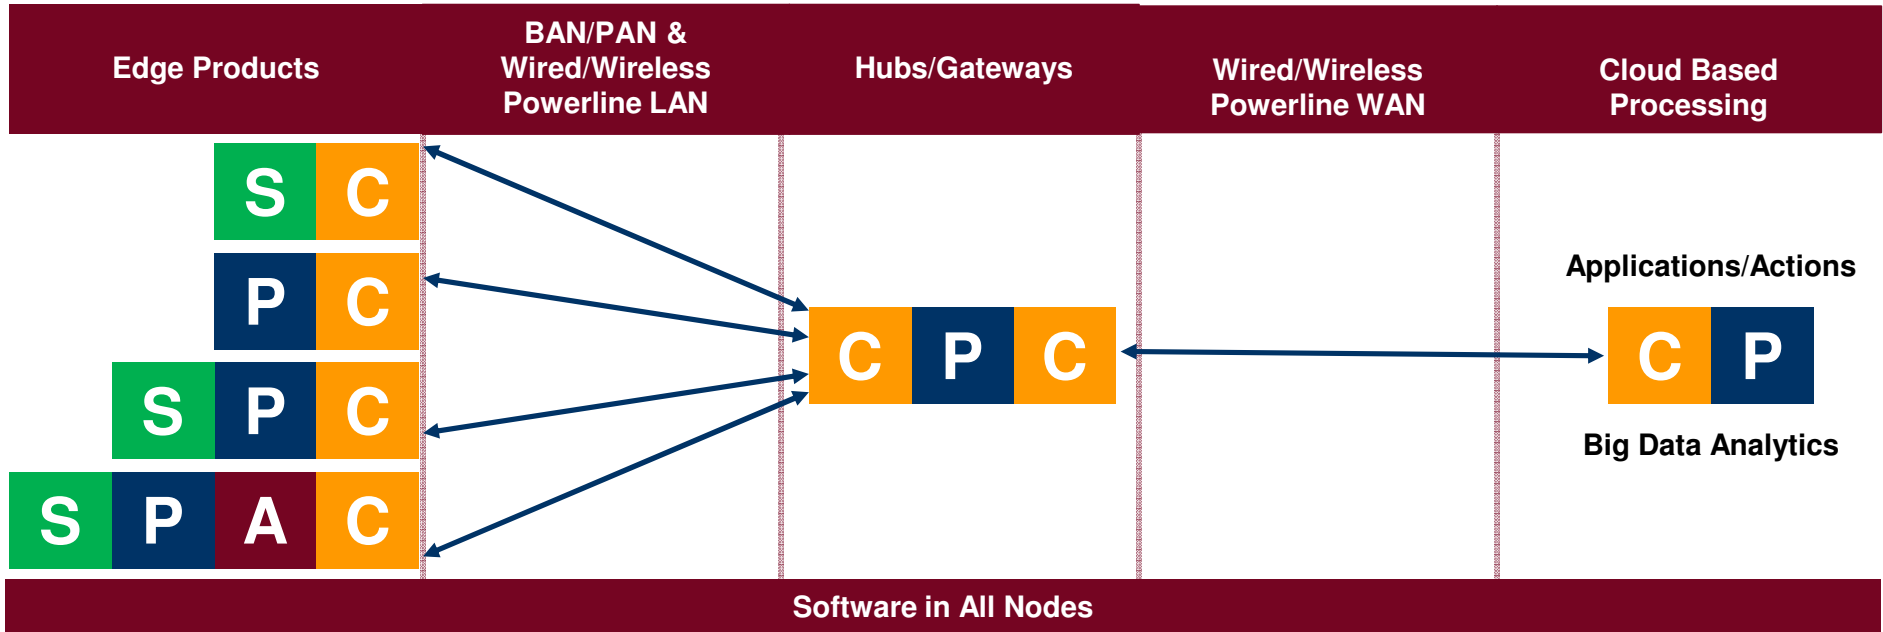 Edge Products
BAN/PAN &
Wired/Wireless
Powerline LAN
Hubs/Gateways
Wired/Wireless
Powerline WAN
Cloud Based
Processing
S C
P C
S P C
S P A C
C P C
Applications/Actions
C P
Big Data Analytics
Software in All Nodes